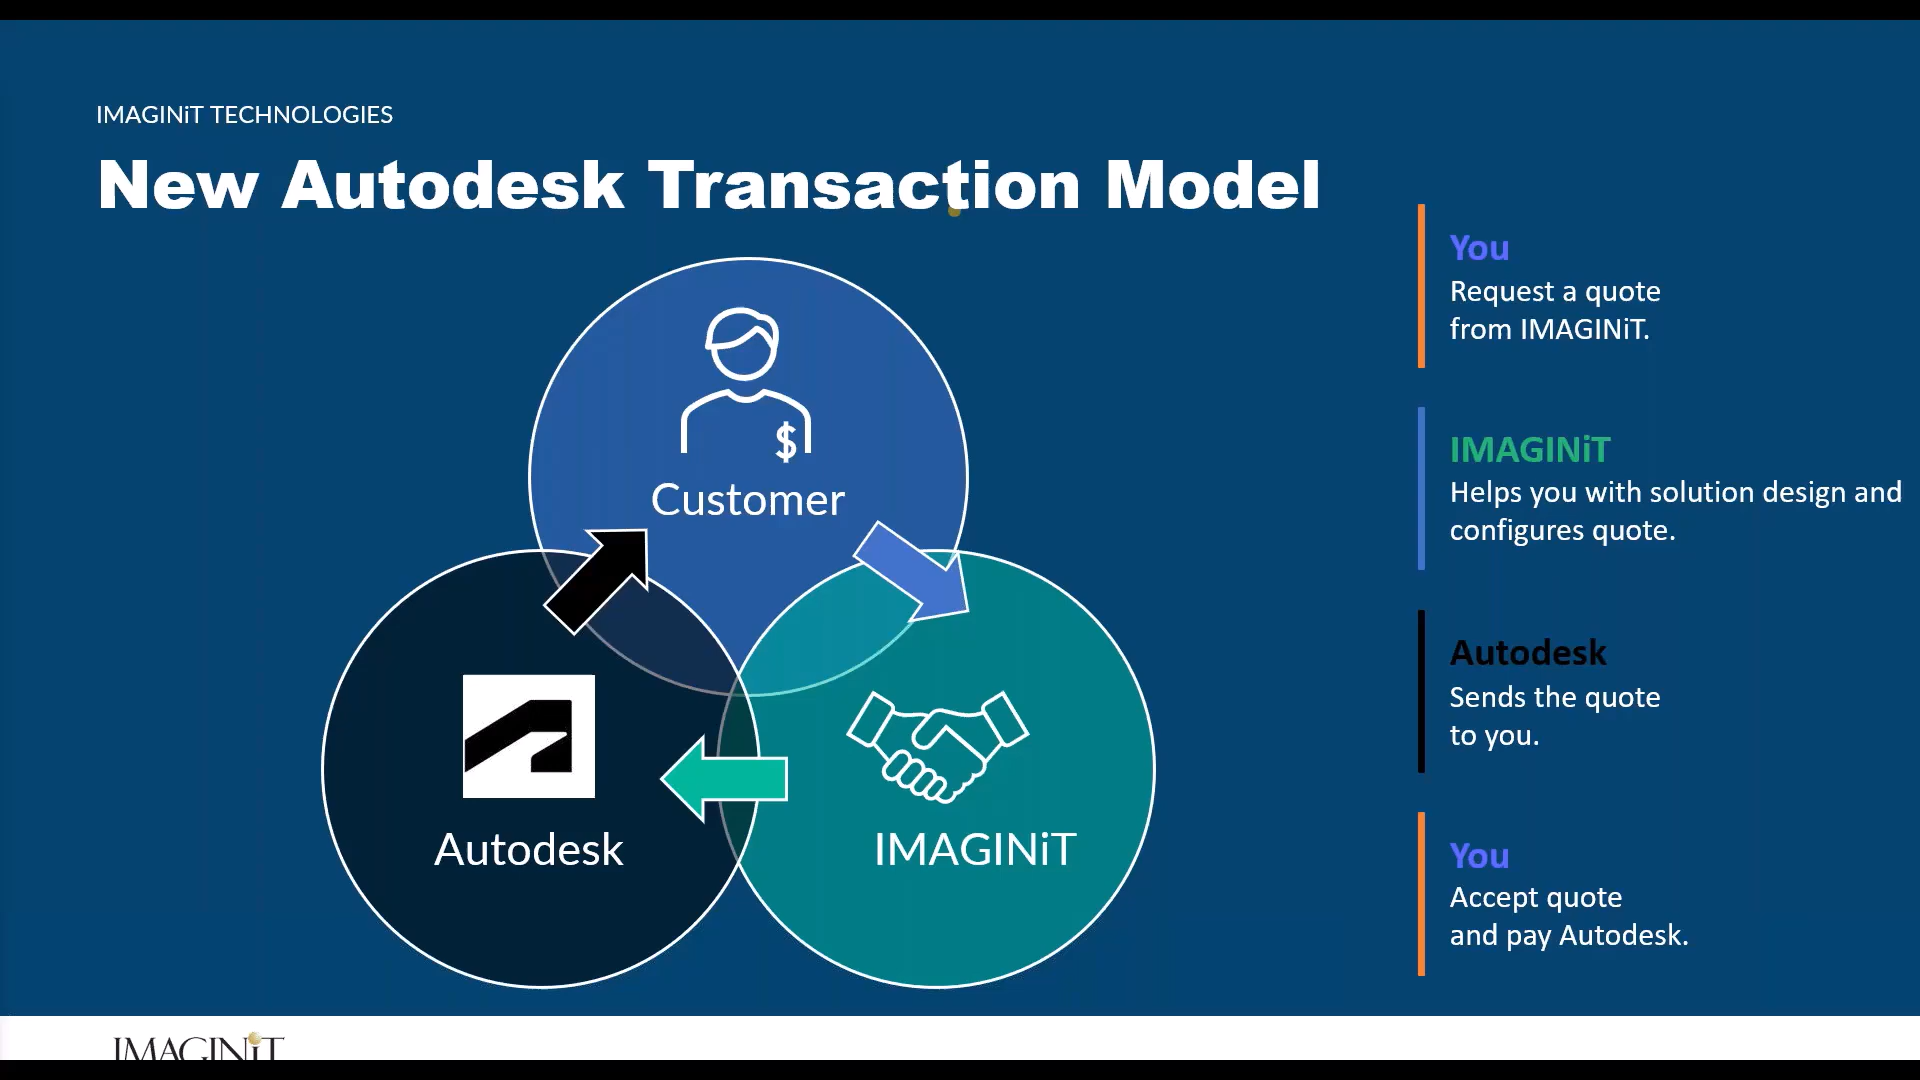 IMAGINiT TECHNOLOGIES
New Autodesk Transaction Model
$
Customer
Autodesk
IMAGINiT
You
Request a quote
from IMAGINiT.
IMAGINiT
Helps you with solution design and
configures quote.
Autodesk
Sends the quote
to you.
You
Accept quote
and pay Autodesk.
IMAGINiT